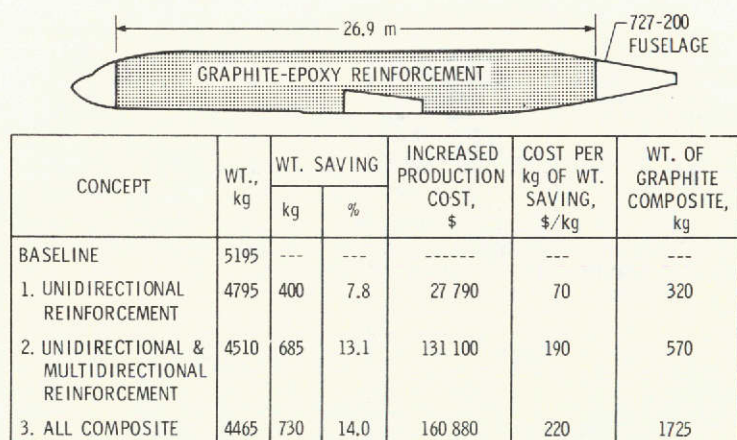 26.9 m
727-200
FUSELAGE
GRAPHITE-EPOXY REINFORCEMENT
CONCEPT
WT.,
kg
WT. SAVING
kg
%
INCREASED
PRODUCTION
COST,
$
COST PER
kg OF WT.
SAVING,
$/kg
WT. OF
GRAPHITE
COMPOSITE,
kg
BASELINE 5195 --- --- ------ --- ---
1. UNIDIRECTIONAL 4795 400 7.8 27 790 70 320
REINFORCEMENT
2. UNIDIRECTIONAL & 4510 685 13.1 131 100 190 570
MULTIDIRECTIONAL
REINFORCEMENT
3. ALL COMPOSITE 4465 730 14.0 160 880 220 1725